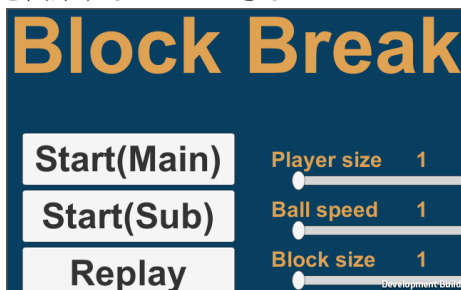 Block Break
Start(Main)
Player size 1
Start(Sub)
Ball speed 1
Replay
Block size 1
Development Build